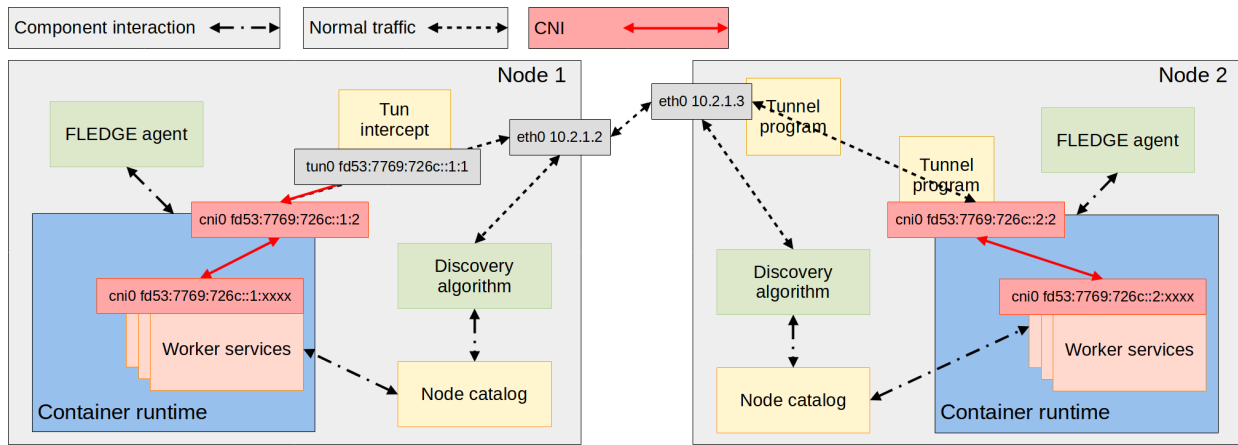 Component interaction
Normal traffic
CNI
Node 1
FLEDGE agent
Tun
intercept
eth0 10.2.1.2
tun0 fd53:7769:726c::1:1
cni0 fd53:7769:726c::1:2
cni0 fd53:7769:726c::1:xxxx
Worker services
Container runtime
Discovery
algorithm
Node catalog
Node 2
eth0 10.2.1.3
Tunnel
program
Tunnel
program
FLEDGE agent
cni0 fd53:7769:726c::2:2
cni0 fd53:7769:726c::2:xxxx
Worker services
Container runtime
Discovery
algorithm
Node catalog